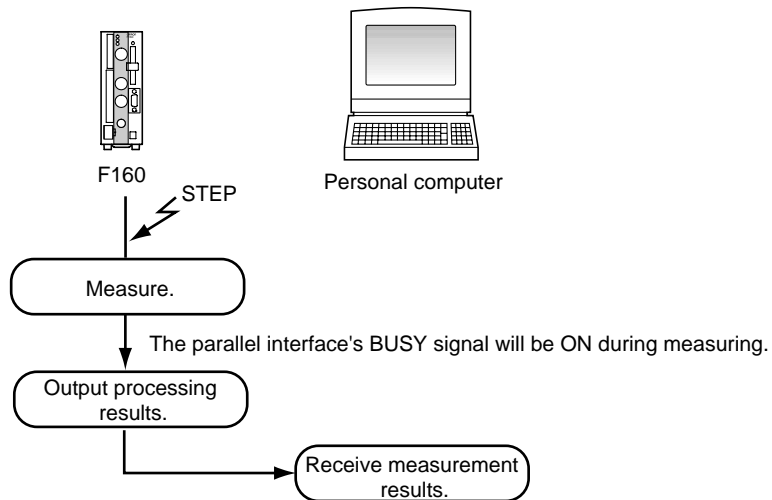 F160
Personal computer
STEP
Measure.
The parallel interface's BUSY signal will be ON during measuring.
Output processing
results.
Receive measurement
results.